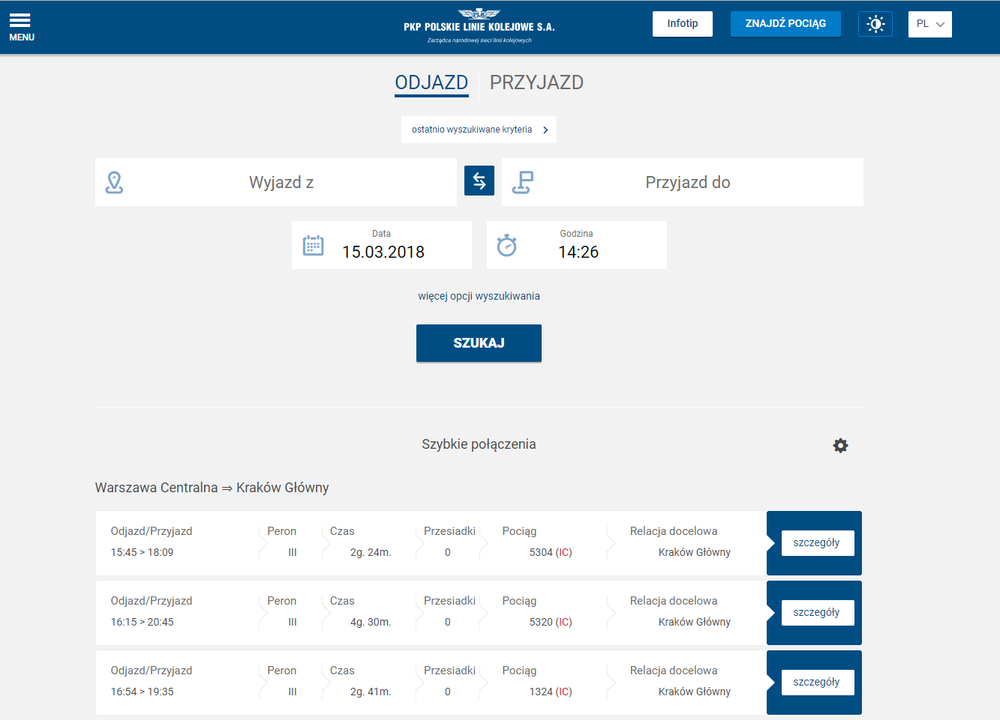 MENU
PLK
PKP POLSKIE LINIE KOLEJOWE S.A.
Zarządca narodowej sieci linii kolejowych
Infotip
ZNAJDŹ POCIĄG
PL
ODJAZD PRZYJAZD
ostatnio wyszukiwane kryteria
Wyjazd z
Przyjazd do
Data
15.03.2018
Godzina
14:26
więcej opcji wyszukiwania
SZUKAJ
Szybkie połączenia
Warszawa Centralna ⇒ Kraków Główny
Odjazd/Przyjazd Peron Czas Przesiadki Pociąg Relacja docelowa
15:45 > 18:09 III 2g. 24m. 0 5304 (IC) Kraków Główny
szczegóły
Odjazd/Przyjazd Peron Czas Przesiadki Pociąg Relacja docelowa
16:15 > 20:45 III 4g. 30m. 0 5320 (IC) Kraków Główny
szczegóły
Odjazd/Przyjazd Peron Czas Przesiadki Pociąg Relacja docelowa
16:54 > 19:35 III 2g. 41m. 0 1324 (IC) Kraków Główny
szczegóły